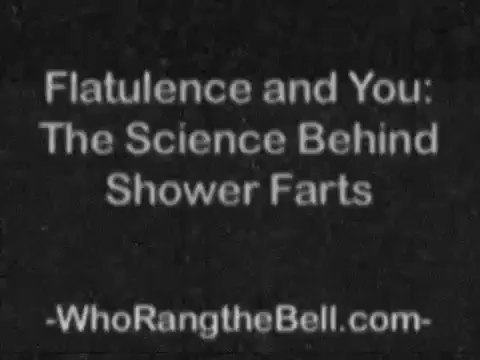 Flatulence and You:
The Science Behind
Shower Farts
-WhoRangtheBell.com-